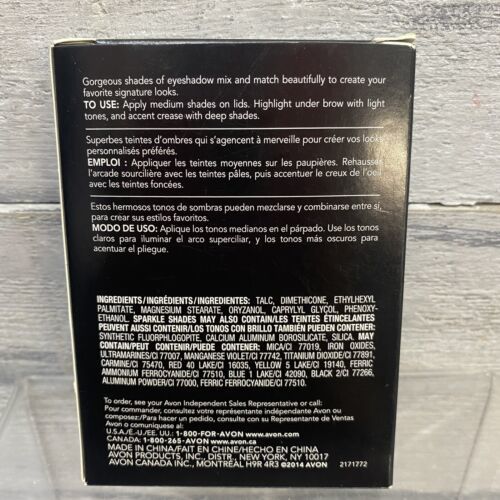 Gorgeous shades of eyeshadow mix and match beautifully to create your
favorite signature looks.
TO USE: Apply medium shades on lids. Highlight under brow with light
tones, and accent crease with deep shades.
Superbes teintes d'ombres qui s'agencent à merveille pour créer vos looks
personnalisés préférés.
EMPLOI : Appliquer les teintes moyennes sur les paupières. Rehausser
l'arcade sourcilière avec les teintes pâles, puis accentuer le creux de l'oeil
avec les teintes foncées.
Estos hermosos tonos de sombras pueden mezclarse y combinarse entre sí,
para crear sus estilos favoritos.
MODO DE USO: Aplique los tonos medianos en el párpado. Use los tonos
claros para iluminar el arco superciliar, y los tonos más oscuros para
acentuar el pliegue.
INGREDIENTS/INGRÉDIENTS/INGREDIENTES: TALC, DIMETHICONE, ETHYLHEXYL
PALMITATE, MAGNESIUM STEARATE, ORYZANOL, CAPRYLYL GLYCOL, PHENOXY-
ETHANOL. SPARKLE SHADES MAY ALSO CONTAIN/LES TEINTES ÉTINCELANTES
PEUVENT AUSSI CONTENIR/LOS TONOS CON BRILLO TAMBIÉN PUEDEN CONTENER:
SYNTHETIC FLUORPHLOGOPITE, CALCIUM ALUMINUM BOROSILICATE, SILICA. MAY
CONTAIN/PEUT CONTENIR/PUEDE CONTENER: MICA/CI 77019, IRON OXIDES,
ULTRAMARINES/CI 77007, MANGANESE VIOLET/CI 77742, TITANIUM DIOXIDE/CI 77891,
CARMINE/CI 75470, RED 40 LAKE/CI 16035, YELLOW 5 LAKE/CI 19140, FERRIC
AMMONIUM FERROCYANIDE/CI 77510, BLUE 1 LAKE/CI 42090, BLACK 2/CI 77266,
ALUMINUM POWDER/CI 77000, FERRIC FERROCYANIDE/CI 77510.
To order, see your Avon Independent Sales Representative or call:
Pour commander, consultez votre représentante indépendante Avon ou
composez:/Para hacer un pedido, consulte con su Representante de Ventas
Avon Independiente o llame al:
U.S.A./É.-U./EE. UU.: 1-800-FOR-AVON www.avon.com
CANADA: 1-800-265-AVON www.avon.ca
MADE IN CHINA/FAIT EN CHINE/HECHO EN CHINA
AVON PRODUCTS, INC., DISTR., NEW YORK, NY 10017
AVON CANADA INC., MONTRÉAL H9R 4R3 ©2014 AVON 2171772